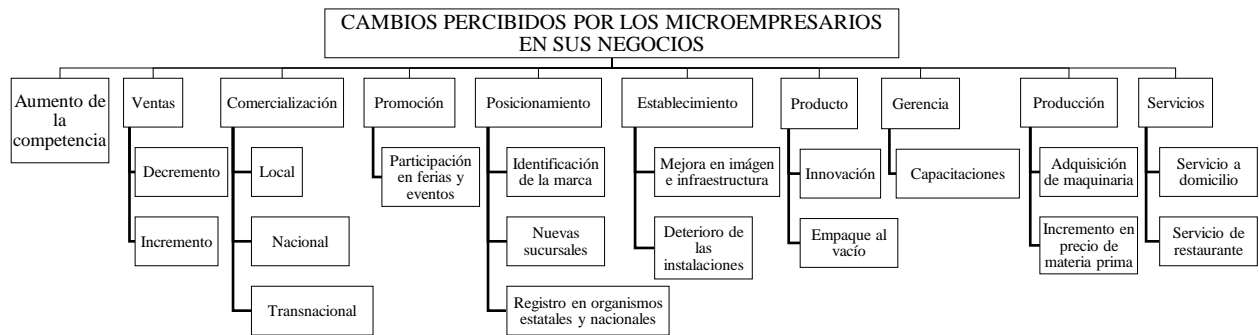 CAMBIOS PERCIBIDOS POR LOS MICROEMPRESARIOS
EN SUS NEGOCIOS
Aumento de
la
competencia
Ventas
Decremento
Incremento
Comercialización
Local
Nacional
Transnacional
Promoción
Participación
en ferias y
eventos
Posicionamiento
Identificación
de la marca
Nuevas
sucursales
Registro en organismos
estatales y nacionales
Establecimiento
Mejora en imágen
e infraestructura
Deterioro de
las
instalaciones
Producto
Innovación
Empaque al
vacío
Gerencia
Capacitaciones
Producción
Adquisición
de maquinaria
Incremento en
precio de
materia prima
Servicios
Servicio a
domicilio
Servicio de
restaurante